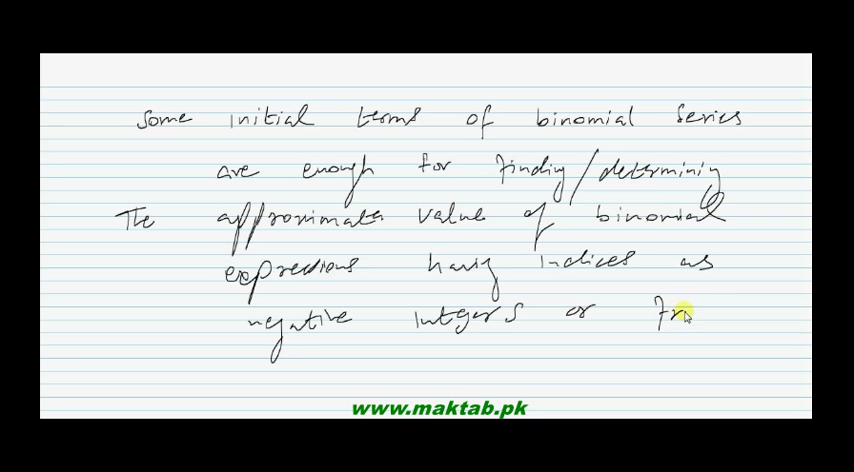 Some initial terms of binomial series
are enough for finding/determining
The approximate value of binomial
expressions having indices as
negative integers or Fr
www.maktab.pk